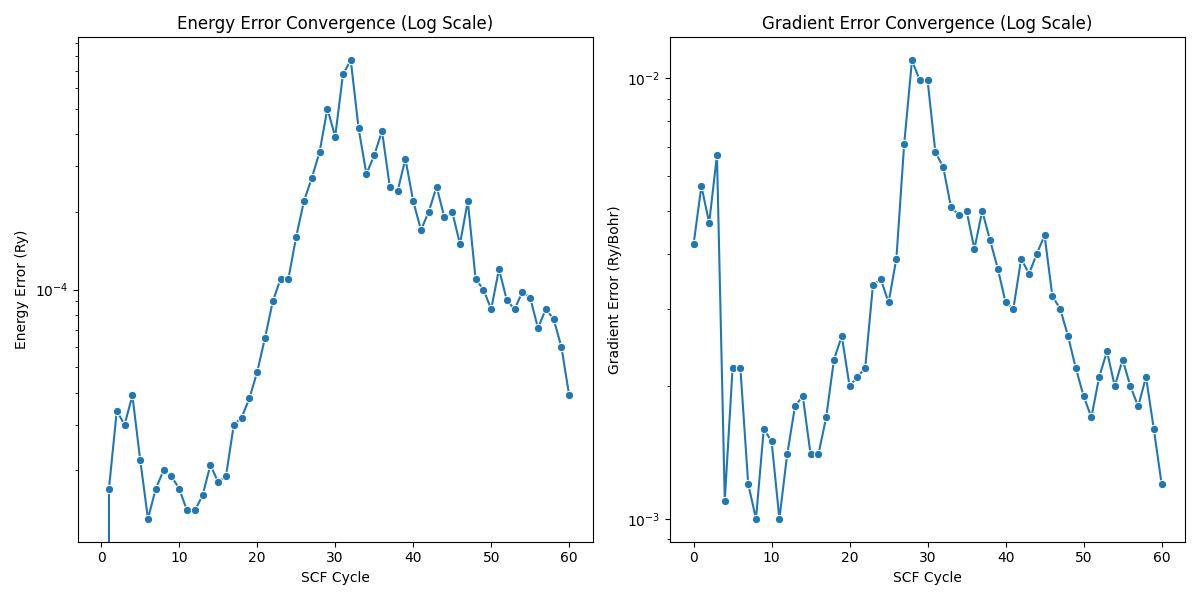 Energy Error Convergence (Log Scale)
Energy Error (Ry)
10⁻⁴
0 10 20 30 40 50 60
SCF Cycle
Gradient Error Convergence (Log Scale)
Gradient Error (Ry/Bohr)
10⁻²
10⁻³
0 10 20 30 40 50 60
SCF Cycle